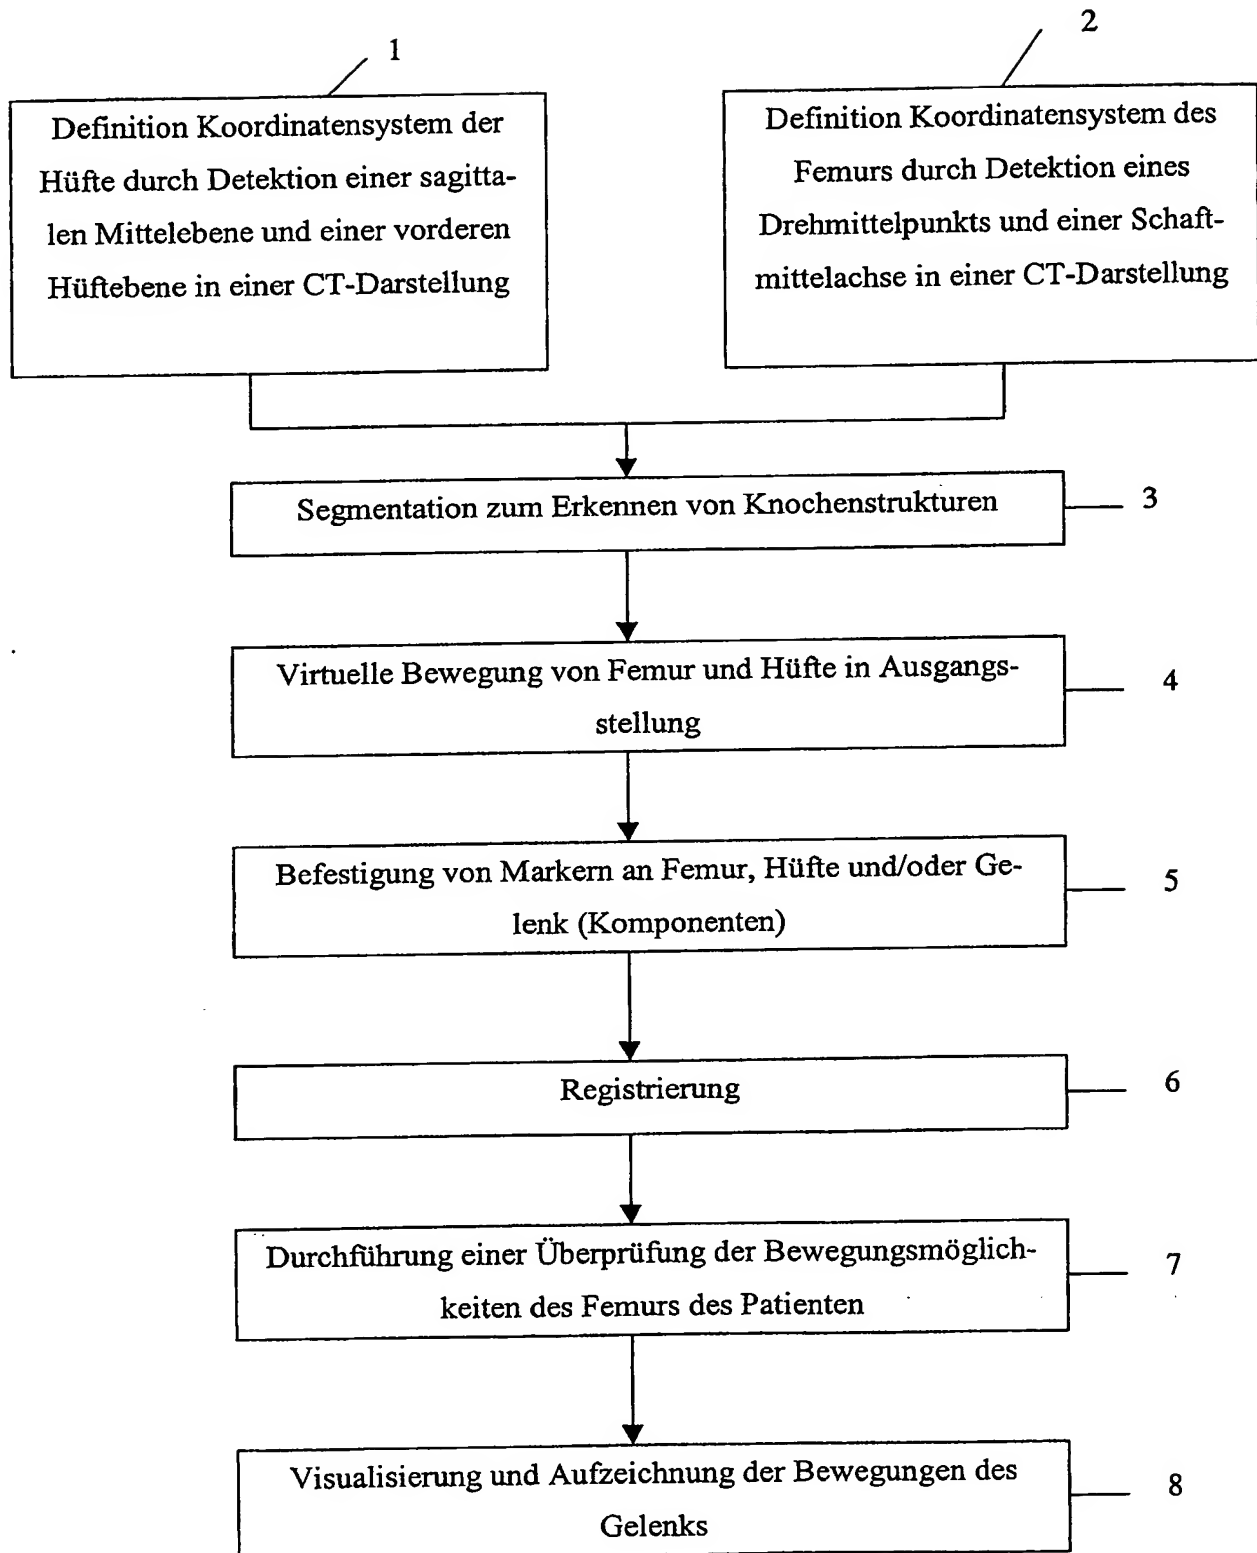 1
2
Definition Koordinatensystem der
Hüfte durch Detektion einer sagitta-
len Mittelebene und einer vorderen
Hüftebene in einer CT-Darstellung
Definition Koordinatensystem des
Femurs durch Detektion eines
Drehmittelpunkts und einer Schaft-
mittelachse in einer CT-Darstellung
Segmentation zum Erkennen von Knochenstrukturen
3
Virtuelle Bewegung von Femur und Hüfte in Ausgangs-
stellung
4
Befestigung von Markern an Femur, Hüfte und/oder Ge-
lenk (Komponenten)
5
Registrierung
6
Durchführung einer Überprüfung der Bewegungsmöglich-
keiten des Femurs des Patienten
7
Visualisierung und Aufzeichnung der Bewegungen des
Gelenks
8